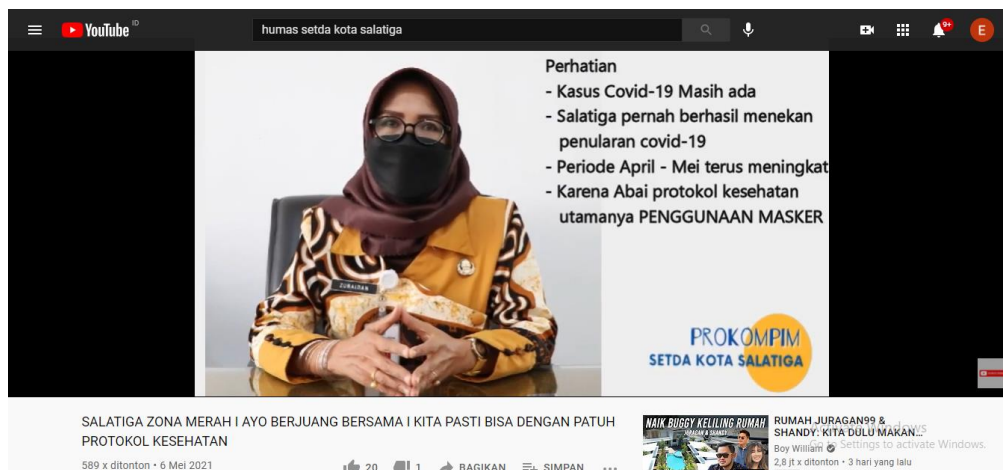 YouTube ID
humas setda kota salatiga
9+
E
Perhatian
- Kasus Covid-19 Masih ada
- Salatiga pernah berhasil menekan
penularan covid-19
- Periode April - Mei terus meningkat
- Karena Abai protokol kesehatan
utamanya PENGGUNAAN MASKER
ZURAIDAH
PROKOMPIM
SETDA KOTA SALATIGA
SALATIGA ZONA MERAH I AYO BERJUANG BERSAMA I KITA PASTI BISA DENGAN PATUH
PROTOKOL KESEHATAN
589 x ditonton • 6 Mei 2021
20
1
BAGIKAN
SIMPAN
NAIK BUGGY KELILING RUMAH
JURAGAN & SHANDY
RUMAH JURAGAN99 &
SHANDY: KITA DULU MAKAN...
Boy William
2,8 jt x ditonton • 3 hari yang lalu
Go to Settings to activate Windows.